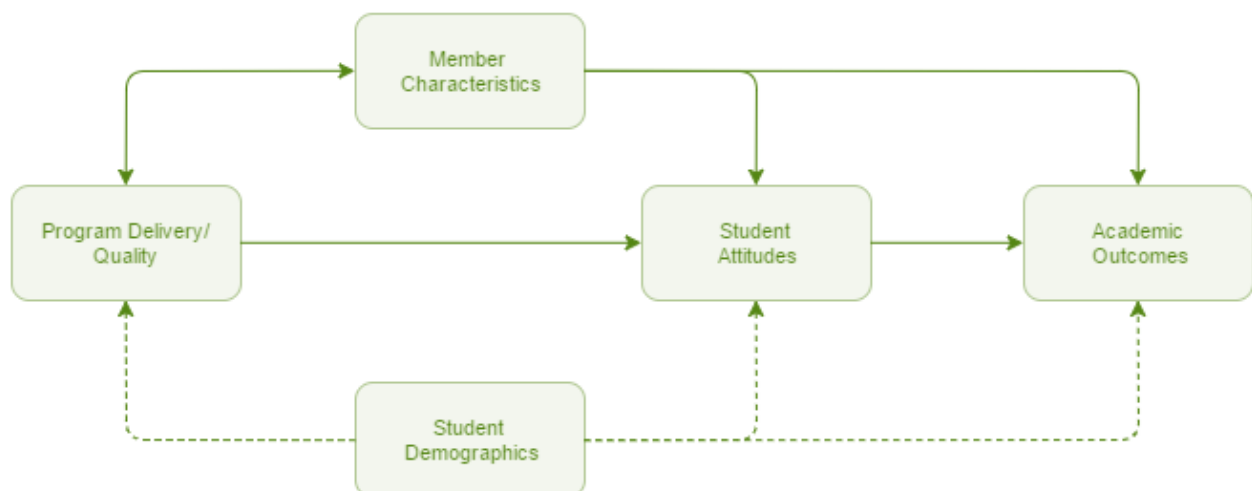 Member
Characteristics
Program Delivery/
Quality
Student
Attitudes
Academic
Outcomes
Student
Demographics